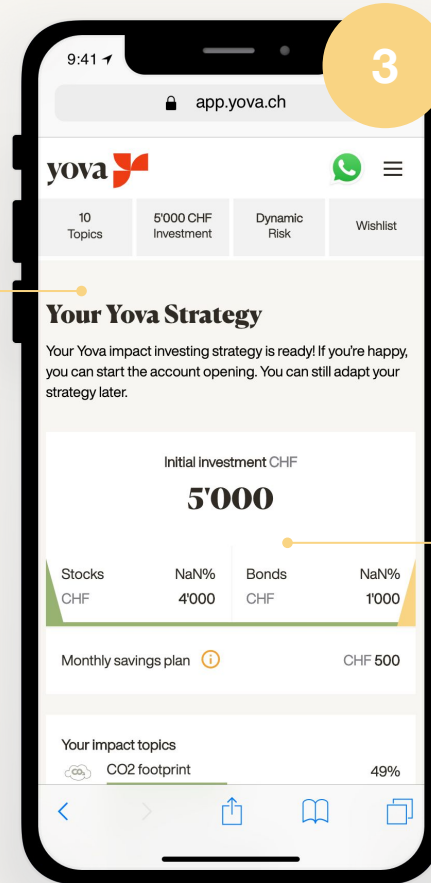 3
9:41
app.yova.ch
yova
10
Topics
5'000 CHF
Investment
Dynamic
Risk
Wishlist
Your Yova Strategy
Your Yova impact investing strategy is ready! If you're happy,
you can start the account opening. You can still adapt your
strategy later.
Initial investment CHF
5'000
Stocks NaN% Bonds NaN%
CHF 4'000 CHF 1'000
Monthly savings plan i CHF 500
Your impact topics
CO₂ CO2 footprint 49%